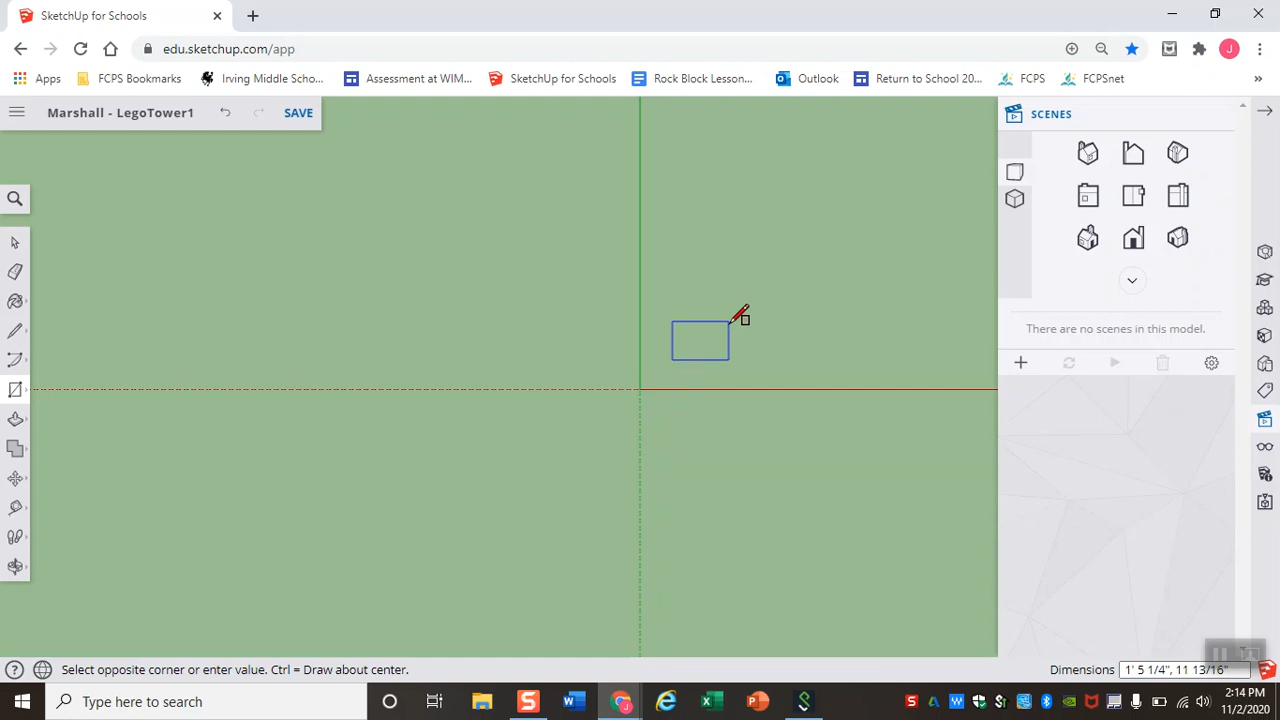 SketchUp for Schools
edu.sketchup.com/app
J
Apps
FCPS Bookmarks
Irving Middle Scho...
Assessment at WIM...
SketchUp for Schools
Rock Block Lesson...
Outlook
Return to School 20...
FCPS
FCPSnet
»
Marshall - LegoTower1
SAVE
SCENES
There are no scenes in this model.
Select opposite corner or enter value. Ctrl = Draw about center.
Dimensions
1' 5 1/4", 11 13/16"
Type here to search
2:14 PM
11/2/2020